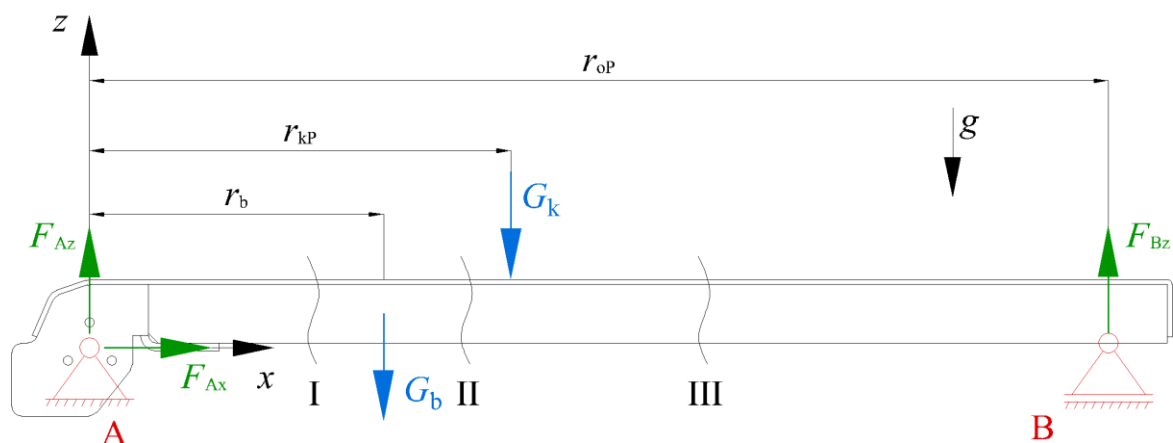 z
r_oP
g
r_kP
G_k
r_b
F_Az
F_Bz
F_Ax
x
I
G_b
II
III
A
B